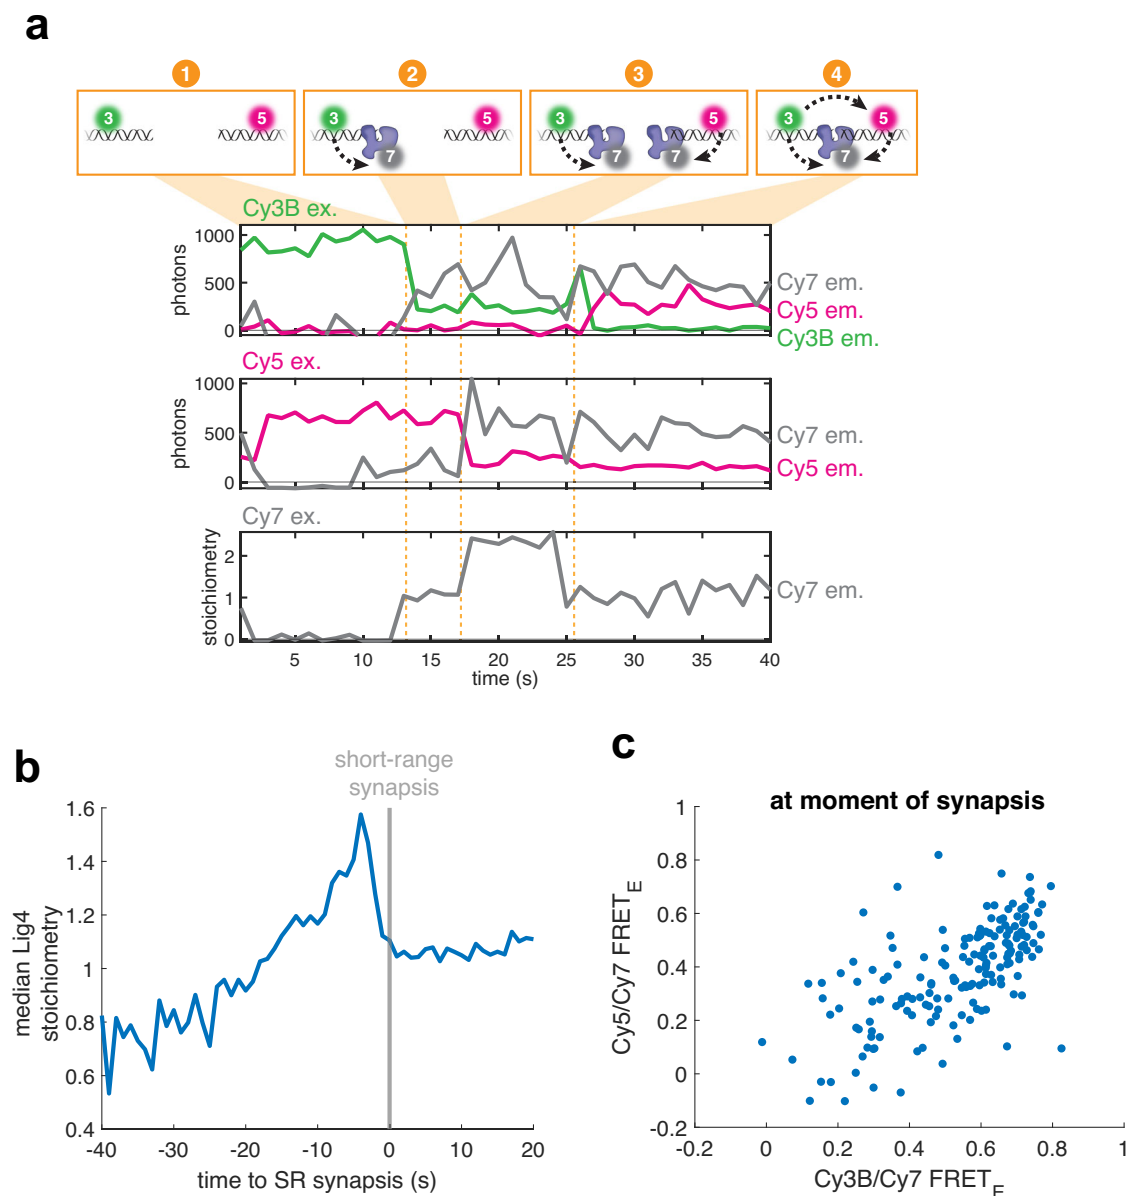 a
1 2 3 4
3 5
3 7 5
3 7 7 5
3 7 5
Cy3B ex.
photons
1000
500
0
Cy7 em.
Cy5 em.
Cy3B em.
Cy5 ex.
photons
1000
500
0
Cy7 em.
Cy5 em.
Cy7 ex.
stoichiometry
2
1
0
Cy7 em.
5 10 15 20 25 30 35 40
time (s)
b
short-range
synapsis
median Lig4
stoichiometry
1.6
1.4
1.2
1
0.8
0.6
0.4
-40 -30 -20 -10 0 10 20
time to SR synapsis (s)
c
at moment of synapsis
Cy5/Cy7 FRETE
1
0.8
0.6
0.4
0.2
0
-0.2
-0.2 0 0.2 0.4 0.6 0.8 1
Cy3B/Cy7 FRETE